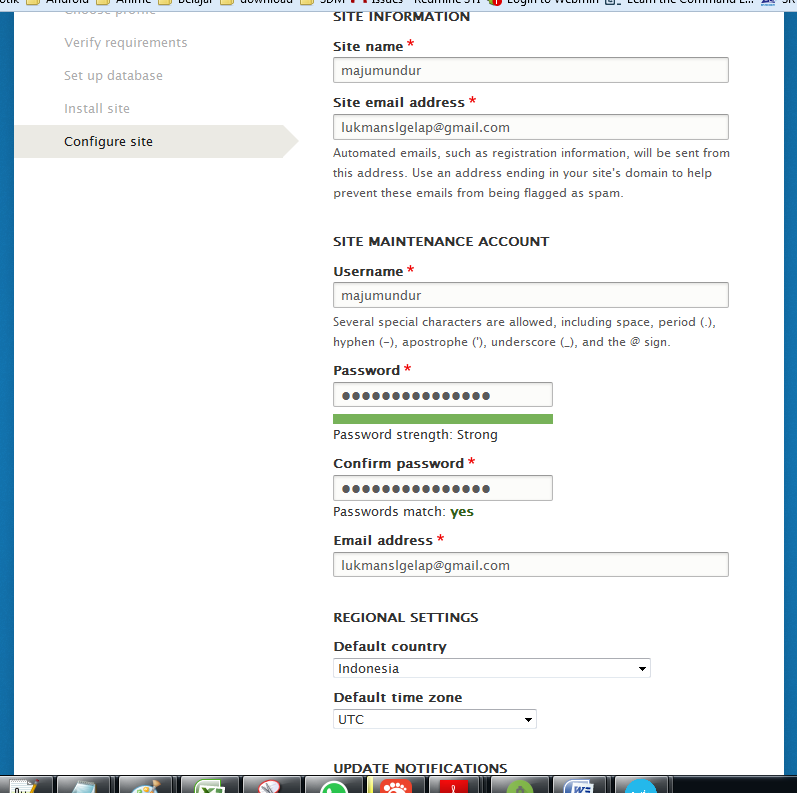 otik Android Anime Belajar download SDM Issues - Redmine STI Login to Webmin Learn the Command L... SR
Choose profile
Verify requirements
Set up database
Install site
Configure site
SITE INFORMATION
Site name *
majumundur
Site email address *
lukmanslgelap@gmail.com
Automated emails, such as registration information, will be sent from
this address. Use an address ending in your site's domain to help
prevent these emails from being flagged as spam.
SITE MAINTENANCE ACCOUNT
Username *
majumundur
Several special characters are allowed, including space, period (.),
hyphen (-), apostrophe ('), underscore (_), and the @ sign.
Password *
●●●●●●●●●●●●●●●
Password strength: Strong
Confirm password *
●●●●●●●●●●●●●●●
Passwords match: yes
Email address *
lukmanslgelap@gmail.com
REGIONAL SETTINGS
Default country
Indonesia
Default time zone
UTC
UPDATE NOTIFICATIONS